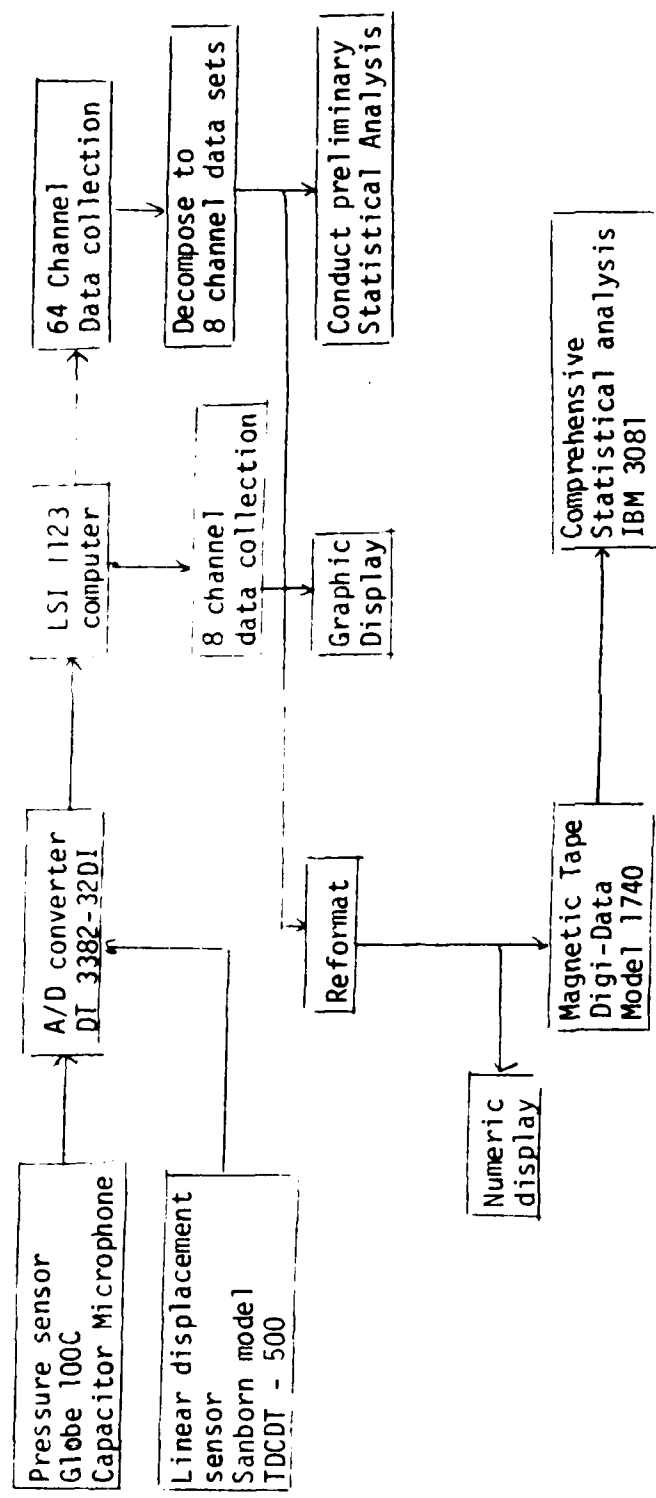 Pressure sensor
Globe 100C
Capacitor Microphone
Linear displacement
sensor
Sanborn model
TDCDT - 500
A/D converter
DT 3382-32DI
LSI 1123
computer
64 Channel
Data collection
8 channel
data collection
Decompose to
8 channel data sets
Reformat
Graphic
Display
Conduct preliminary
Statistical Analysis
Numeric
display
Magnetic Tape
Digi-Data
Model 1740
Comprehensive
Statistical analysis
IBM 3081